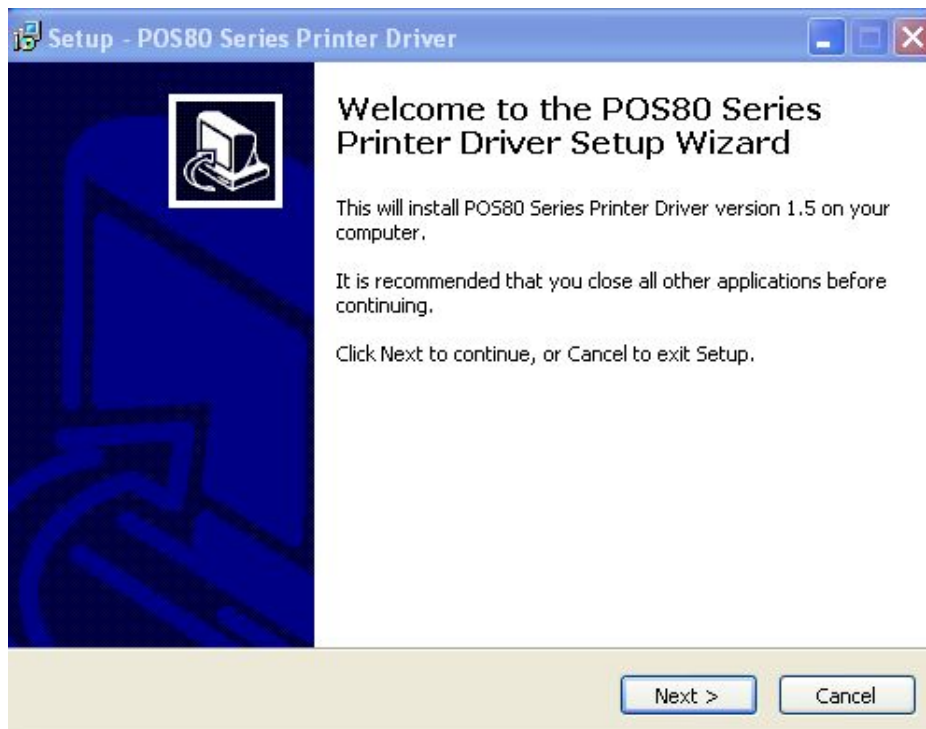 Setup - POS80 Series Printer Driver
Welcome to the POS80 Series
Printer Driver Setup Wizard
This will install POS80 Series Printer Driver version 1.5 on your
computer.
It is recommended that you close all other applications before
continuing.
Click Next to continue, or Cancel to exit Setup.
Next >
Cancel